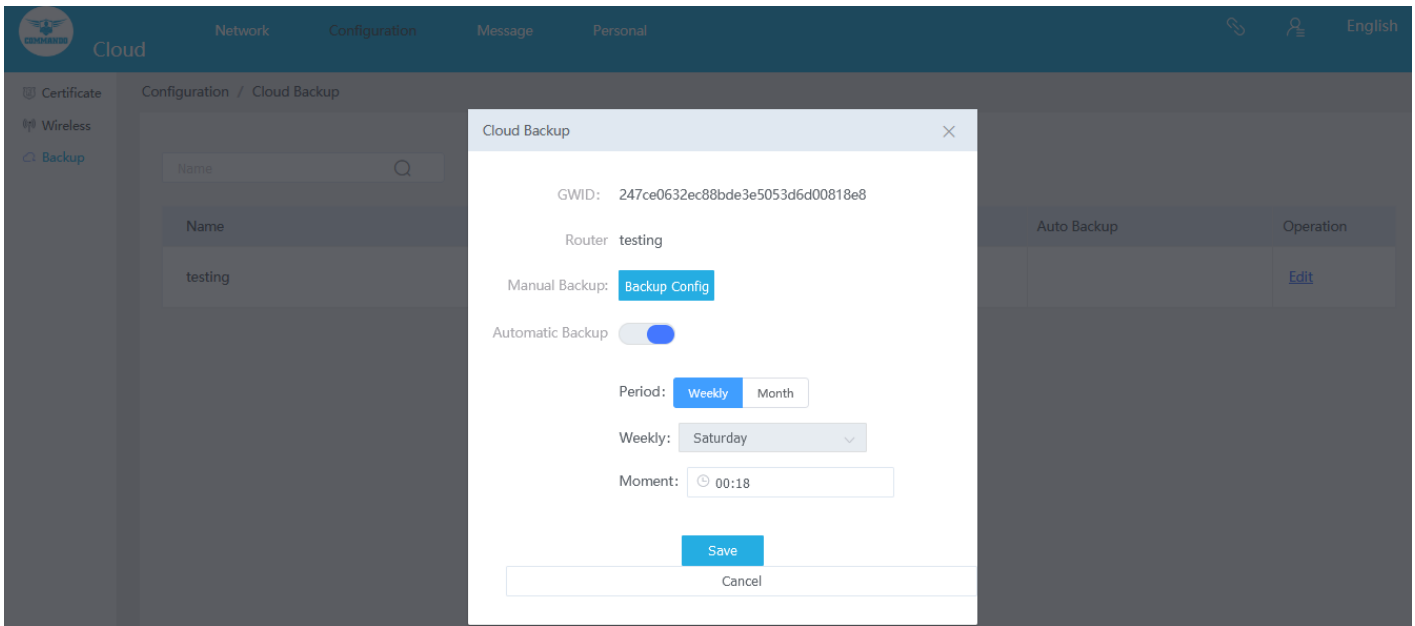 COMMANDO
Cloud
Network Configuration Message Personal English
Certificate
Wireless
Backup
Configuration / Cloud Backup
Name
Name Auto Backup Operation
testing Edit
Cloud Backup
GWID: 247ce0632ec88bde3e5053d6d00818e8
Router testing
Manual Backup: Backup Config
Automatic Backup
Period: Weekly Month
Weekly: Saturday
Moment: 00:18
Save
Cancel